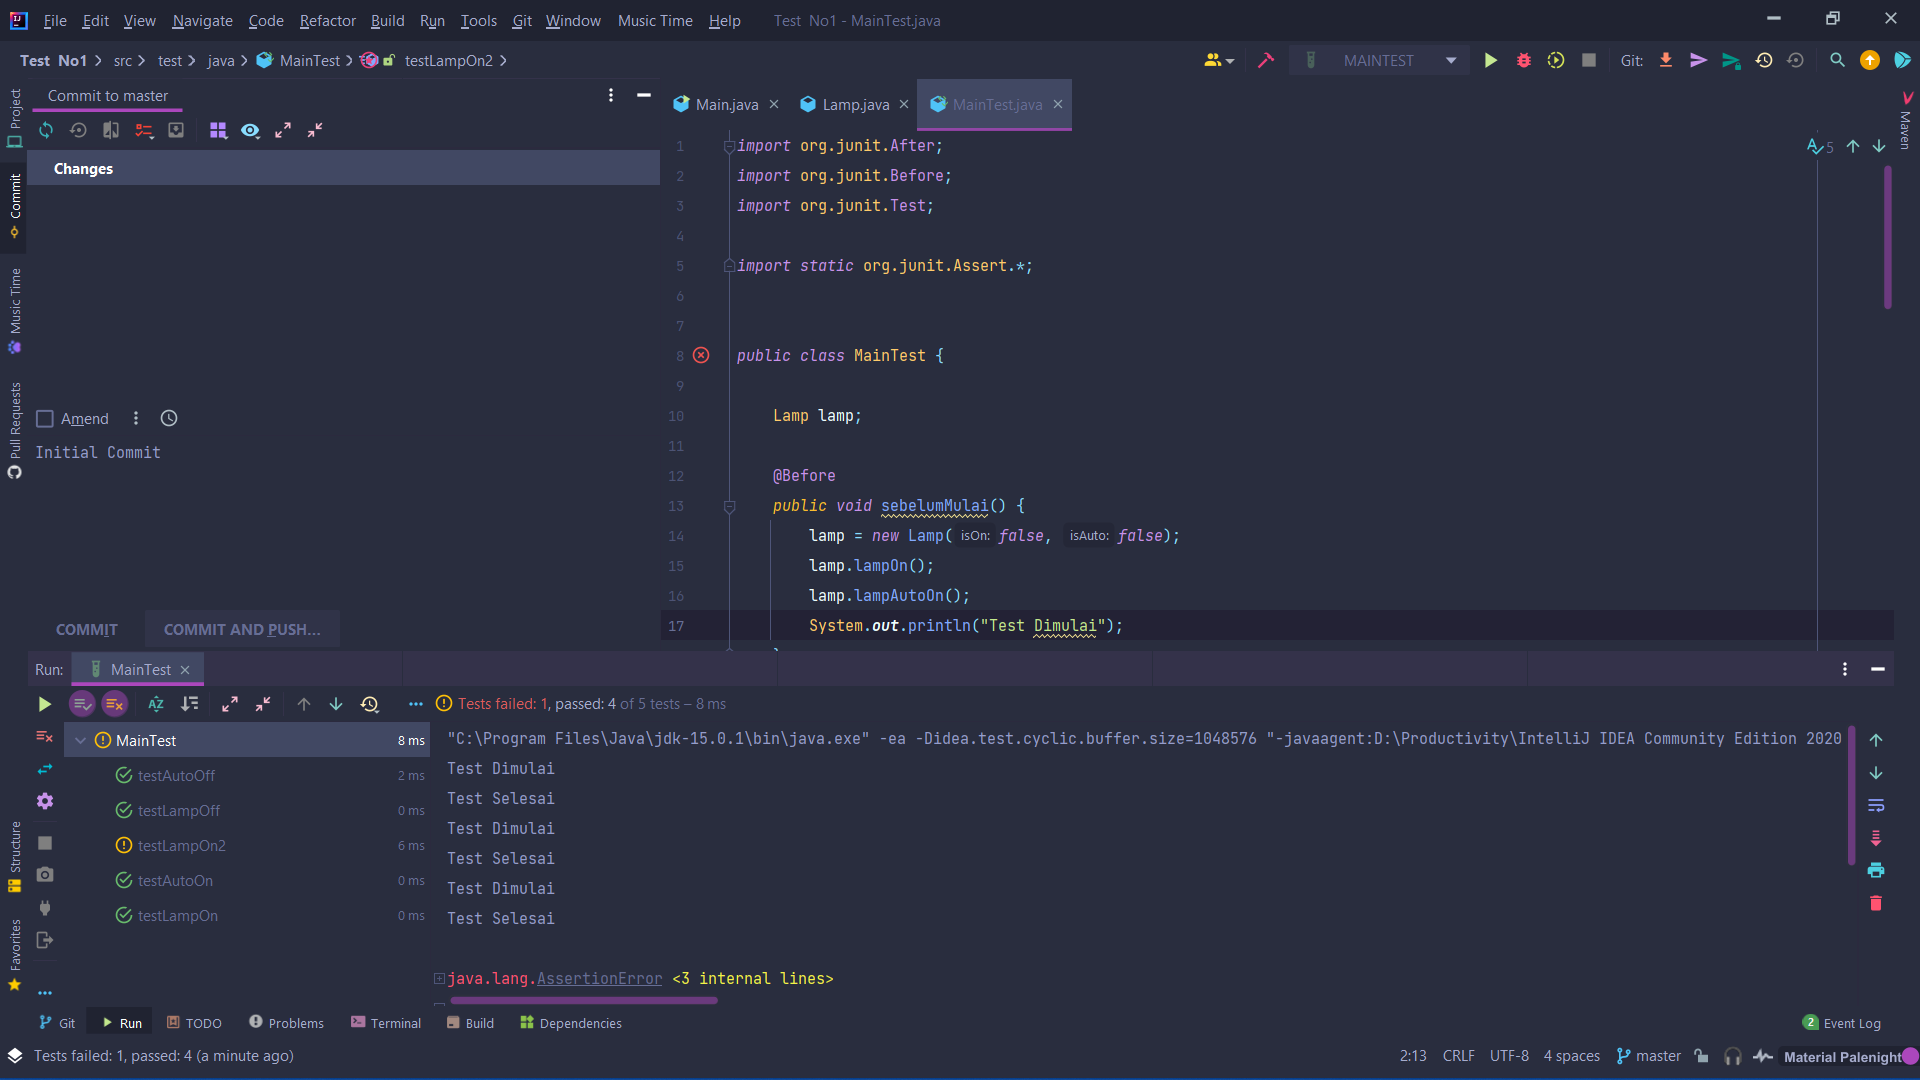 File Edit View Navigate Code Refactor Build Run Tools Git Window Music Time Help Test No1 - MainTest.java
Test No1 src test java MainTest testLampOn2 MAINTEST Git:
Commit to master
Changes
Amend
Initial Commit
COMMIT COMMIT AND PUSH...
Project
Commit
Music Time
Pull Requests
Structure
Favorites
Maven
Main.java Lamp.java MainTest.java
5
1 import org.junit.After;
2 import org.junit.Before;
3 import org.junit.Test;
4
5 import static org.junit.Assert.*;
6
7
8 public class MainTest {
9
10 Lamp lamp;
11
12 @Before
13 public void sebelumMulai() {
14 lamp = new Lamp( isOn: false, isAuto: false);
15 lamp.lampOn();
16 lamp.lampAutoOn();
17 System.out.println("Test Dimulai");
Run: MainTest
Tests failed: 1, passed: 4 of 5 tests – 8 ms
MainTest 8 ms
testAutoOff 2 ms
testLampOff 0 ms
testLampOn2 6 ms
testAutoOn 0 ms
testLampOn 0 ms
"C:\Program Files\Java\jdk-15.0.1\bin\java.exe" -ea -Didea.test.cyclic.buffer.size=1048576 "-javaagent:D:\Productivity\IntelliJ IDEA Community Edition 2020
Test Dimulai
Test Selesai
Test Dimulai
Test Selesai
Test Dimulai
Test Selesai
java.lang.AssertionError <3 internal lines>
Git Run TODO Problems Terminal Build Dependencies 2 Event Log
Tests failed: 1, passed: 4 (a minute ago) 2:13 CRLF UTF-8 4 spaces master Material Palenight